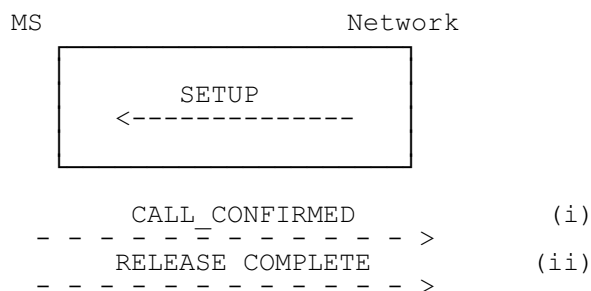 MS Network
SETUP
<--------------
CALL_CONFIRMED (i)
- - - - - - - - - - - - >
RELEASE COMPLETE (ii)
- - - - - - - - - - - - >